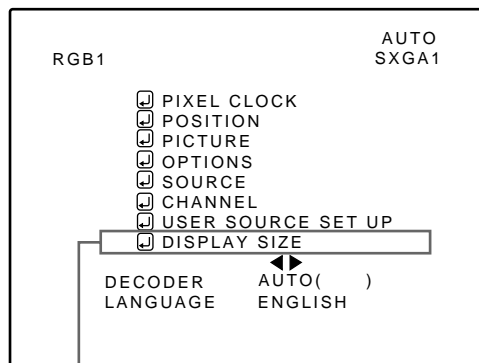 AUTO
RGB1 SXGA1
PIXEL CLOCK
POSITION
PICTURE
OPTIONS
SOURCE
CHANNEL
USER SOURCE SET UP
DISPLAY SIZE
DECODER AUTO( )
LANGUAGE ENGLISH